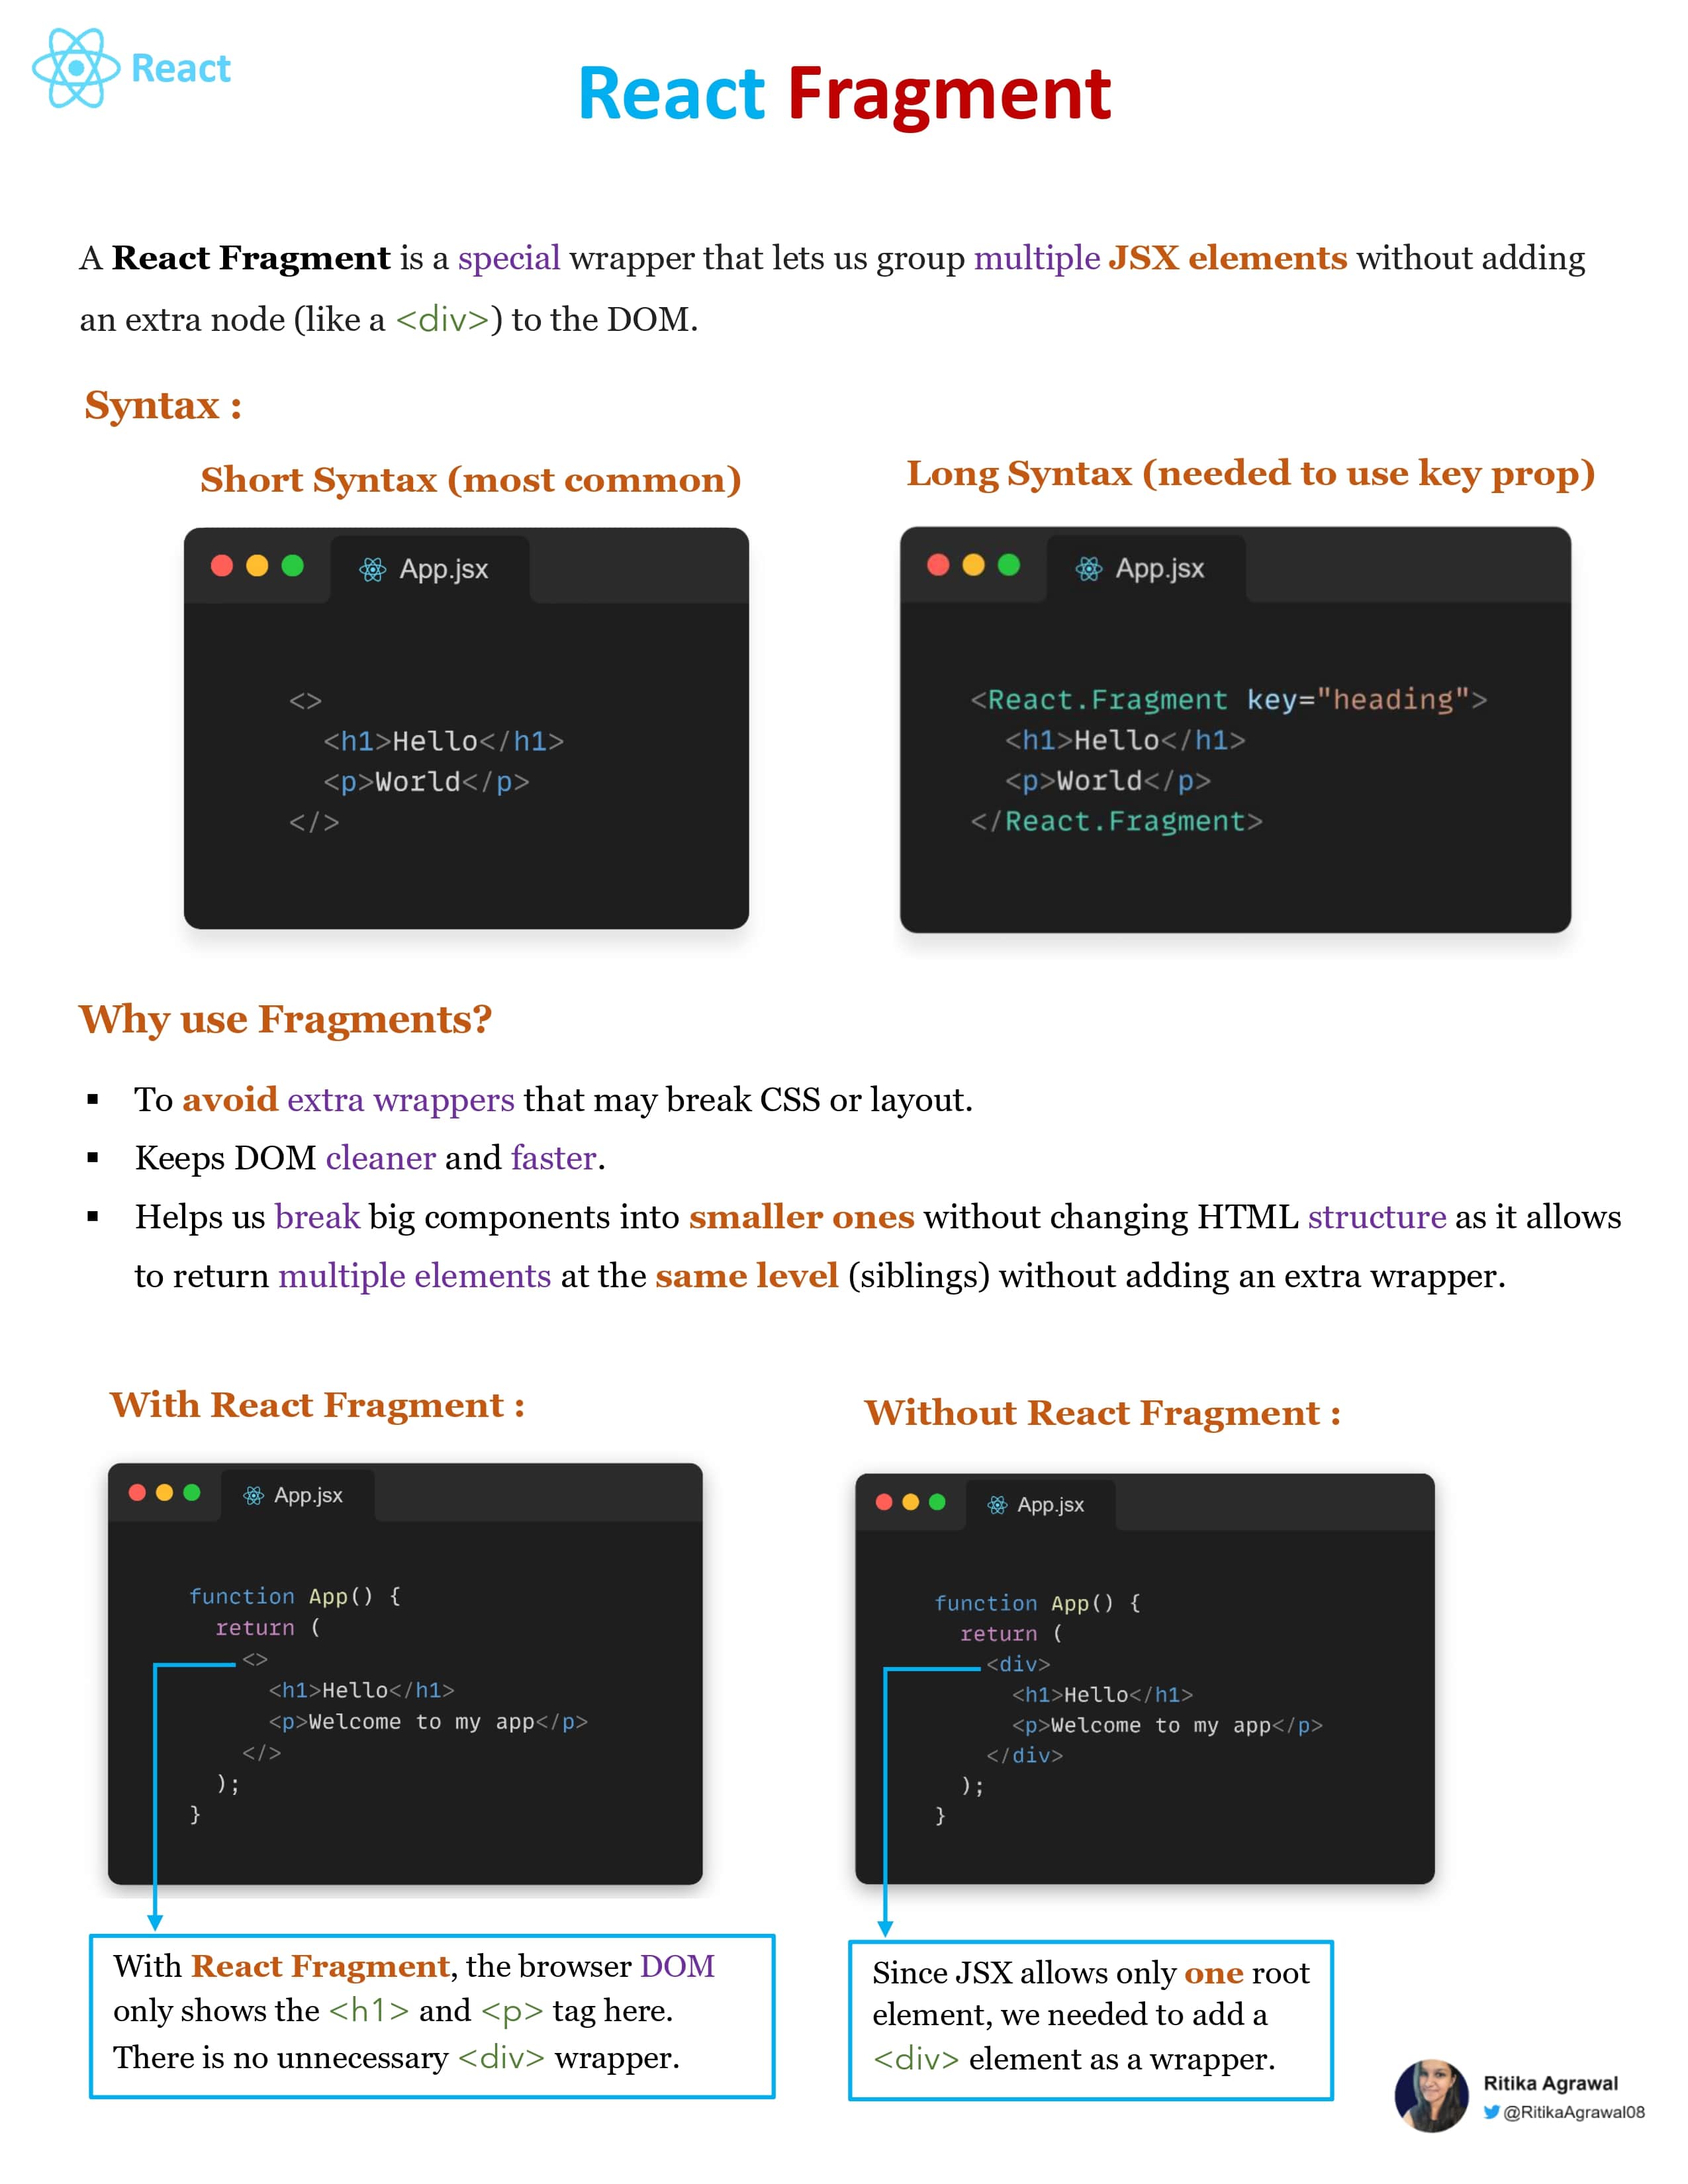 React
React Fragment
A React Fragment is a special wrapper that lets us group multiple JSX elements without adding
an extra node (like a <div>) to the DOM.
Syntax :
Short Syntax (most common)
App.jsx
<>
<h1>Hello</h1>
<p>World</p>
</>
Long Syntax (needed to use key prop)
App.jsx
<React.Fragment key="heading">
<h1>Hello</h1>
<p>World</p>
</React.Fragment>
Why use Fragments?
▪ To avoid extra wrappers that may break CSS or layout.
▪ Keeps DOM cleaner and faster.
▪ Helps us break big components into smaller ones without changing HTML structure as it allows
to return multiple elements at the same level (siblings) without adding an extra wrapper.
With React Fragment :
App.jsx
function App() {
return (
<>
<h1>Hello</h1>
<p>Welcome to my app</p>
</>
);
}
With React Fragment, the browser DOM
only shows the <h1> and <p> tag here.
There is no unnecessary <div> wrapper.
Without React Fragment :
App.jsx
function App() {
return (
<div>
<h1>Hello</h1>
<p>Welcome to my app</p>
</div>
);
}
Since JSX allows only one root
element, we needed to add a
<div> element as a wrapper.
Ritika Agrawal
@RitikaAgrawal08